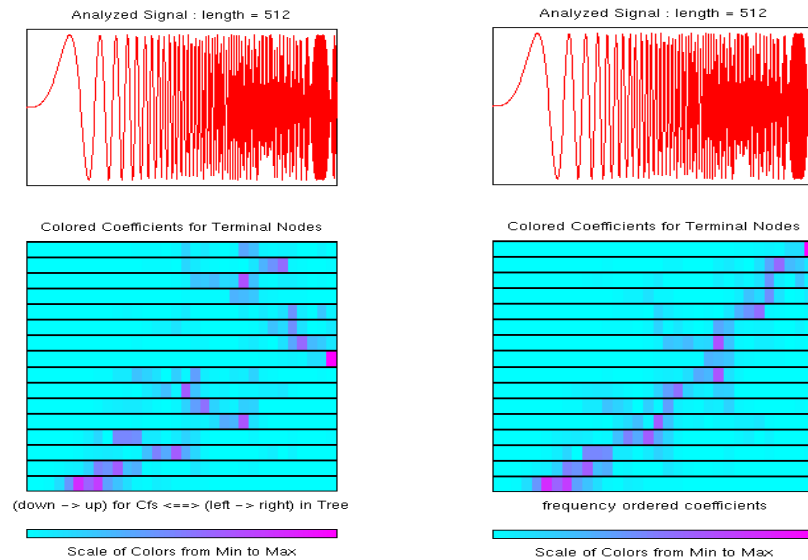 Analyzed Signal : length = 512
Colored Coefficients for Terminal Nodes
(down -> up) for Cfs <==> (left -> right) in Tree
Scale of Colors from Min to Max
Analyzed Signal : length = 512
Colored Coefficients for Terminal Nodes
frequency ordered coefficients
Scale of Colors from Min to Max